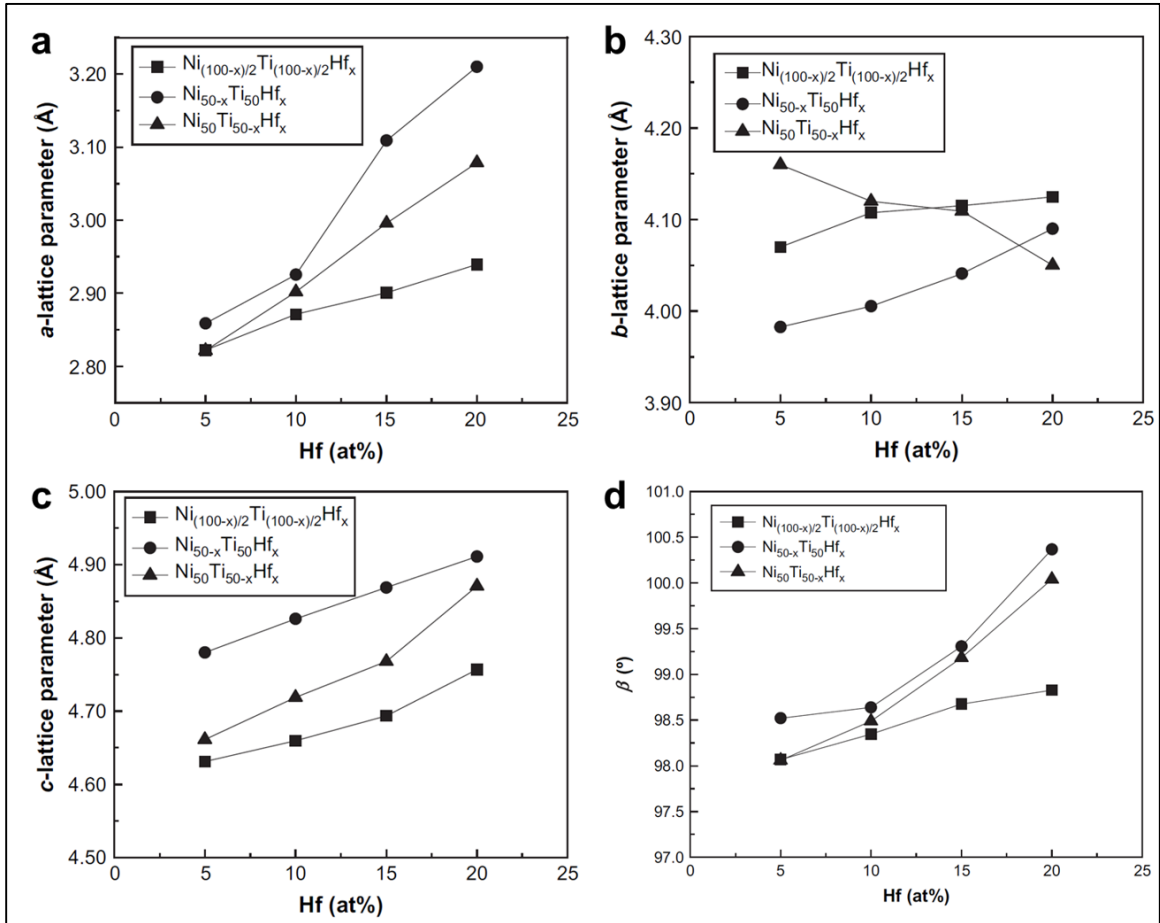 a
Ni(100-x)/2Ti(100-x)/2Hfx
Ni50-xTi50Hfx
Ni50Ti50-xHfx
3.20
3.10
3.00
2.90
2.80
a-lattice parameter (Å)
0
5
10
15
20
25
Hf (at%)
b
Ni(100-x)/2Ti(100-x)/2Hfx
Ni50-xTi50Hfx
Ni50Ti50-xHfx
4.30
4.20
4.10
4.00
3.90
b-lattice parameter (Å)
0
5
10
15
20
25
Hf (at%)
c
Ni(100-x)/2Ti(100-x)/2Hfx
Ni50-xTi50Hfx
Ni50Ti50-xHfx
5.00
4.90
4.80
4.70
4.60
4.50
c-lattice parameter (Å)
0
5
10
15
20
25
Hf (at%)
d
Ni(100-x)/2Ti(100-x)/2Hfx
Ni50-xTi50Hfx
Ni50Ti50-xHfx
101.0
100.5
100.0
99.5
99.0
98.5
98.0
97.5
97.0
β (º)
0
5
10
15
20
25
Hf (at%)